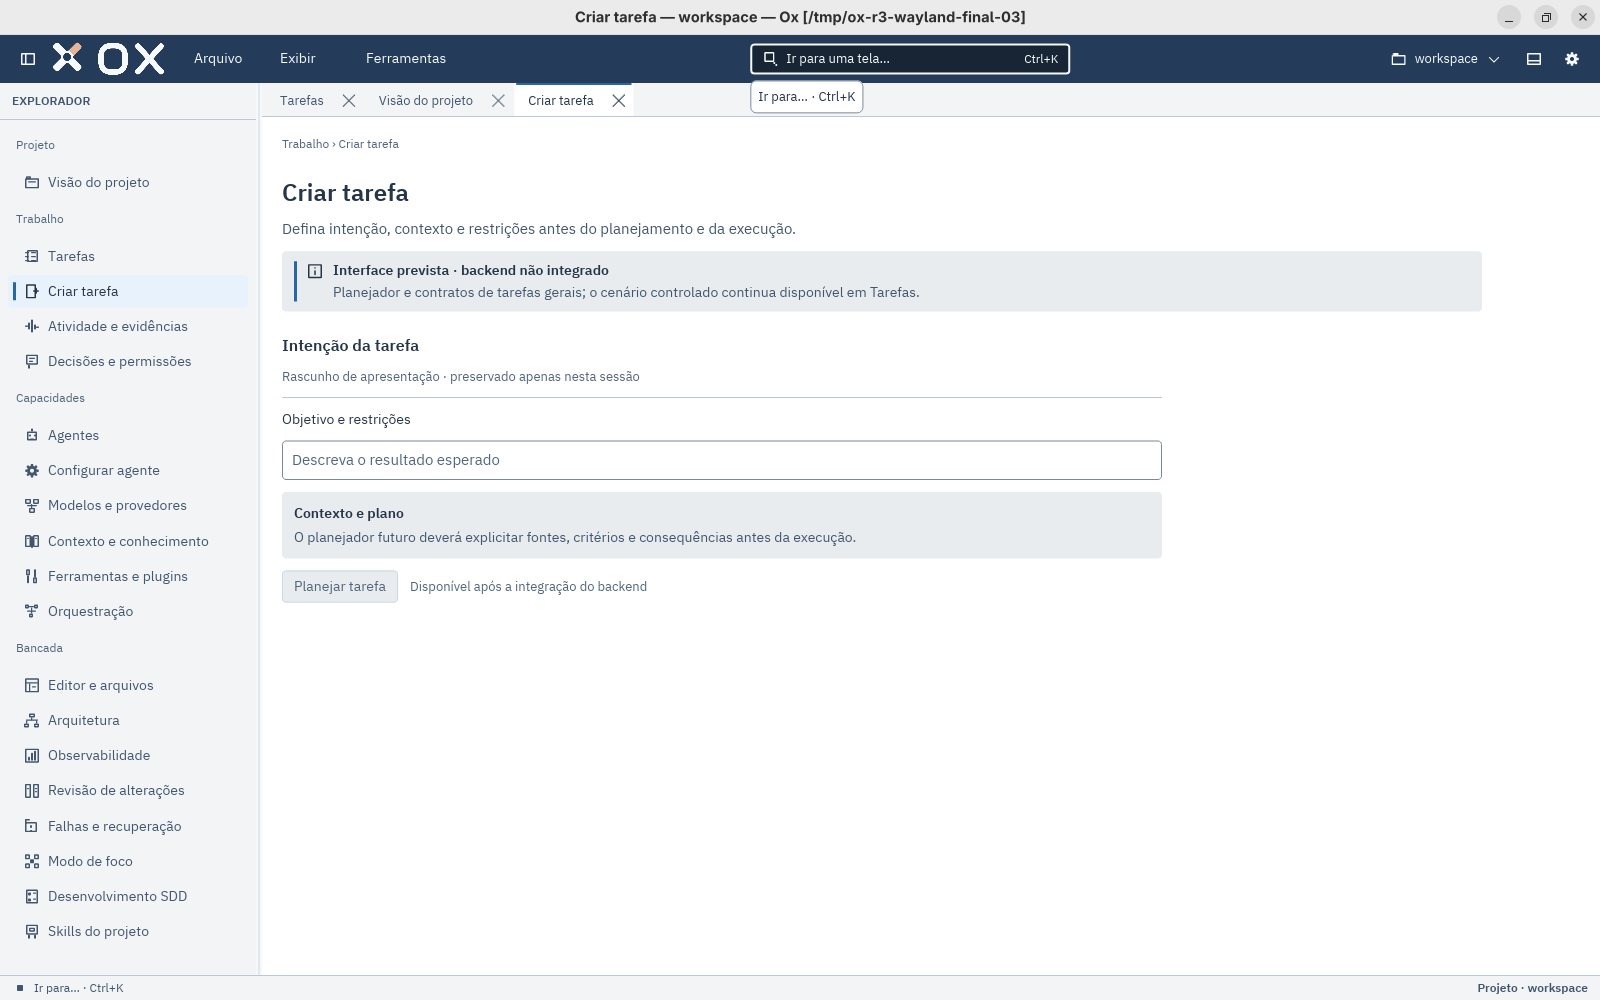 Criar tarefa — workspace — Ox [/tmp/ox-r3-wayland-final-03]
OX
Arquivo
Exibir
Ferramentas
Ir para uma tela...
Ctrl+K
workspace
EXPLORADOR
Tarefas
Visão do projeto
Criar tarefa
Ir para... · Ctrl+K
Projeto
Visão do projeto
Trabalho
Tarefas
Criar tarefa
Atividade e evidências
Decisões e permissões
Capacidades
Agentes
Configurar agente
Modelos e provedores
Contexto e conhecimento
Ferramentas e plugins
Orquestração
Bancada
Editor e arquivos
Arquitetura
Observabilidade
Revisão de alterações
Falhas e recuperação
Modo de foco
Desenvolvimento SDD
Skills do projeto
Trabalho › Criar tarefa
Criar tarefa
Defina intenção, contexto e restrições antes do planejamento e da execução.
Interface prevista · backend não integrado
Planejador e contratos de tarefas gerais; o cenário controlado continua disponível em Tarefas.
Intenção da tarefa
Rascunho de apresentação · preservado apenas nesta sessão
Objetivo e restrições
Descreva o resultado esperado
Contexto e plano
O planejador futuro deverá explicitar fontes, critérios e consequências antes da execução.
Planejar tarefa
Disponível após a integração do backend
Ir para... · Ctrl+K
Projeto · workspace